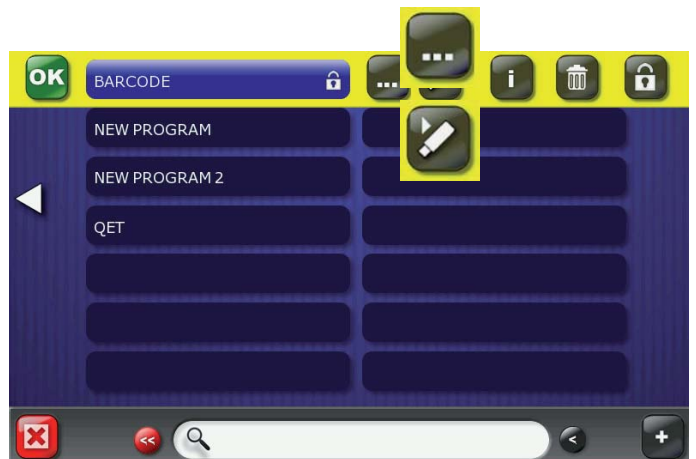 ...
OK
BARCODE
...
i
NEW PROGRAM
NEW PROGRAM 2
QET
<<
<
+